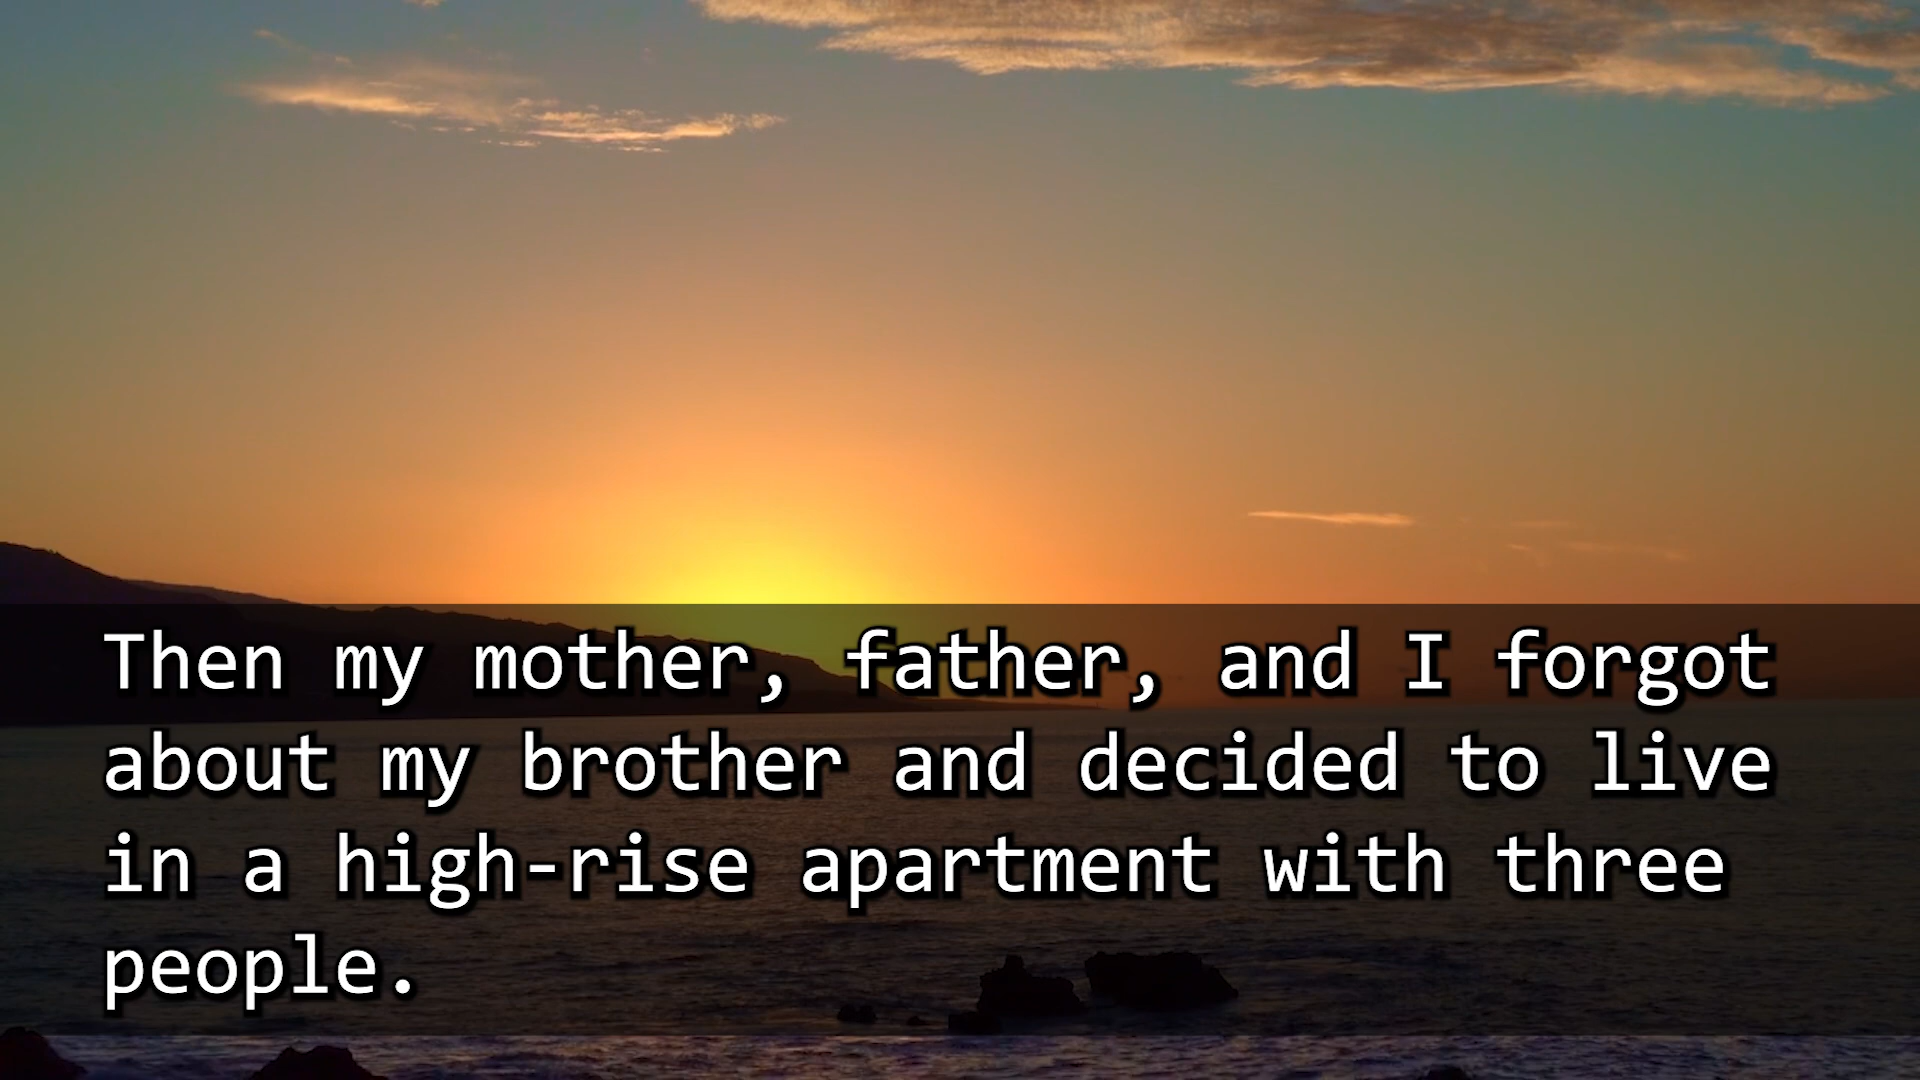 Then my mother, father, and I forgot
about my brother and decided to live
in a high-rise apartment with three
people.